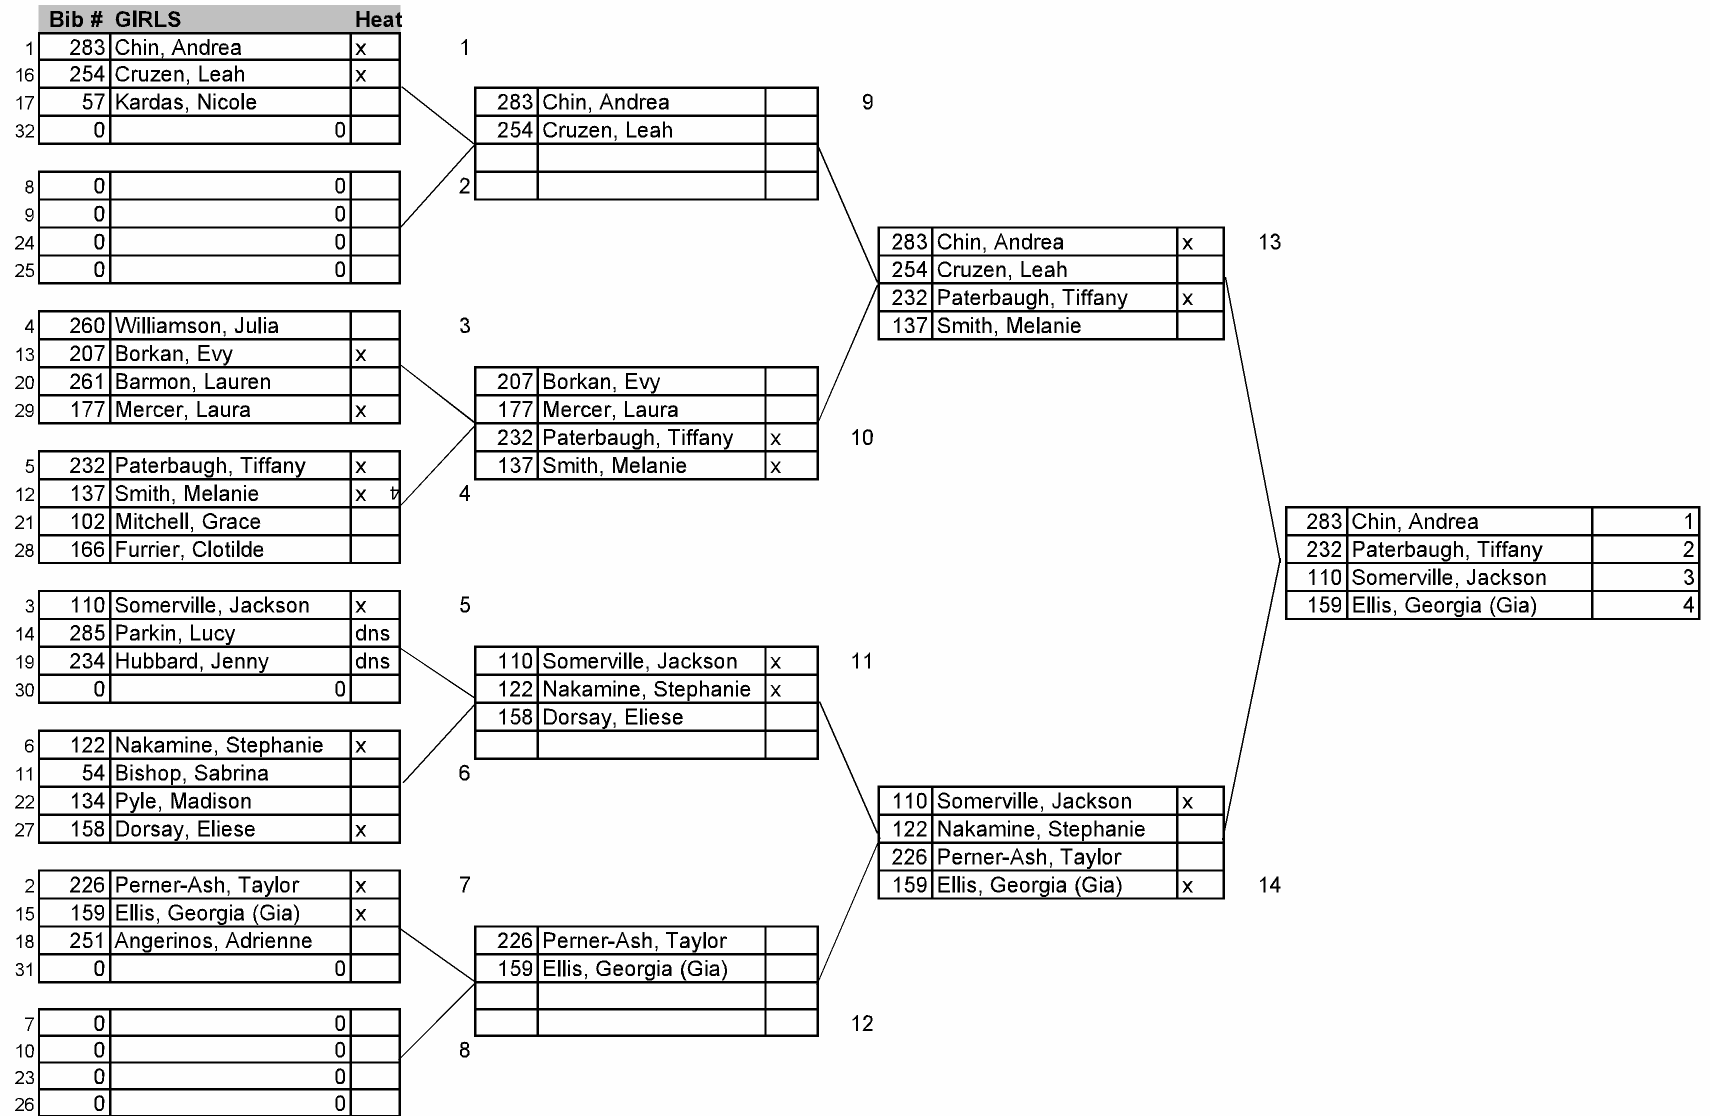 Bib # GIRLS Heat
1 283 Chin, Andrea x 1
16 254 Cruzen, Leah x
17 57 Kardas, Nicole
32 0 0
283 Chin, Andrea 9
254 Cruzen, Leah
8 0 0 2
9 0 0
24 0 0
25 0 0
283 Chin, Andrea x 13
254 Cruzen, Leah
232 Paterbaugh, Tiffany x
137 Smith, Melanie
4 260 Williamson, Julia 3
13 207 Borkan, Evy x
20 261 Barmon, Lauren
29 177 Mercer, Laura x
207 Borkan, Evy
177 Mercer, Laura
232 Paterbaugh, Tiffany x 10
137 Smith, Melanie x
5 232 Paterbaugh, Tiffany x
12 137 Smith, Melanie x 4
21 102 Mitchell, Grace
28 166 Furrier, Clotilde
283 Chin, Andrea 1
232 Paterbaugh, Tiffany 2
110 Somerville, Jackson 3
159 Ellis, Georgia (Gia) 4
3 110 Somerville, Jackson x 5
14 285 Parkin, Lucy dns
19 234 Hubbard, Jenny dns
30 0 0
110 Somerville, Jackson x 11
122 Nakamine, Stephanie x
158 Dorsay, Eliese
6 122 Nakamine, Stephanie x
11 54 Bishop, Sabrina 6
22 134 Pyle, Madison
27 158 Dorsay, Eliese x
110 Somerville, Jackson x
122 Nakamine, Stephanie
226 Perner-Ash, Taylor
159 Ellis, Georgia (Gia) x 14
2 226 Perner-Ash, Taylor x 7
15 159 Ellis, Georgia (Gia) x
18 251 Angerinos, Adrienne
31 0 0
226 Perner-Ash, Taylor
159 Ellis, Georgia (Gia)
12
7 0 0
10 0 0 8
23 0 0
26 0 0